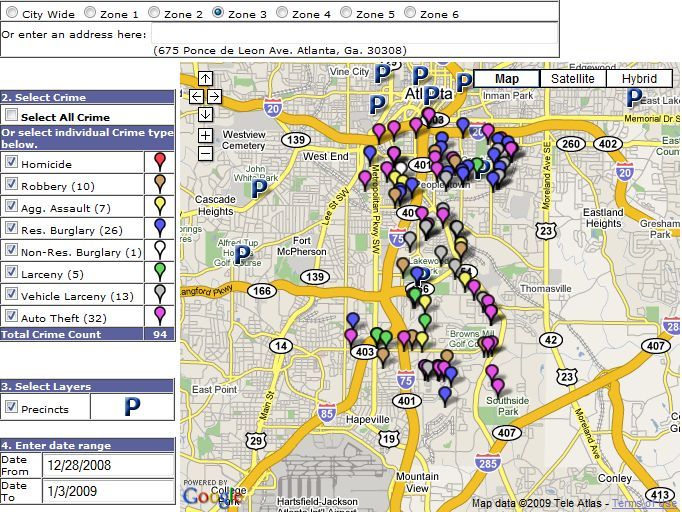 City Wide Zone 1 Zone 2 Zone 3 Zone 4 Zone 5 Zone 6
Or enter an address here:
(675 Ponce de Leon Ave. Atlanta, Ga. 30308)
2. Select Crime
Select All Crime
Or select individual Crime type
below.
Homicide
Robbery (10)
Agg. Assault (7)
Res. Burglary (26)
Non-Res. Burglary (1)
Larceny (5)
Vehicle Larceny (13)
Auto Theft (32)
Total Crime Count 94
3. Select Layers
Precincts P
4. Enter date range
Date
From 12/28/2008
Date
To 1/3/2009
Map Satellite Hybrid
Vine City
Edgewood
Atlanta
Inman Park
East Lake
Memorial Dr
20
139
Westview
Cemetery
West End
20
260
402
John
White Park
Cascade
Heights
Lee St SW
Metropolitan Pkwy SW
Moreland Ave SE
Eastland
Heights
Gresham
Park
23
Alfred Tup
Golf Course
Fort
McPherson
75
Lakewood
139
Langford Pkwy
166
54
Thomasville
Browns Mill
Golf
14
403
42
23
East Point
Main St
75
401
Southside
Park
85
407
29
Hapeville
19
285
Moreland Ave
Conley
413
Mountain
View
College
Hartsfield-Jackson
Atlanta Int'l Airport
POWERED BY
Google
Map data ©2009 Tele Atlas - Terms of Use